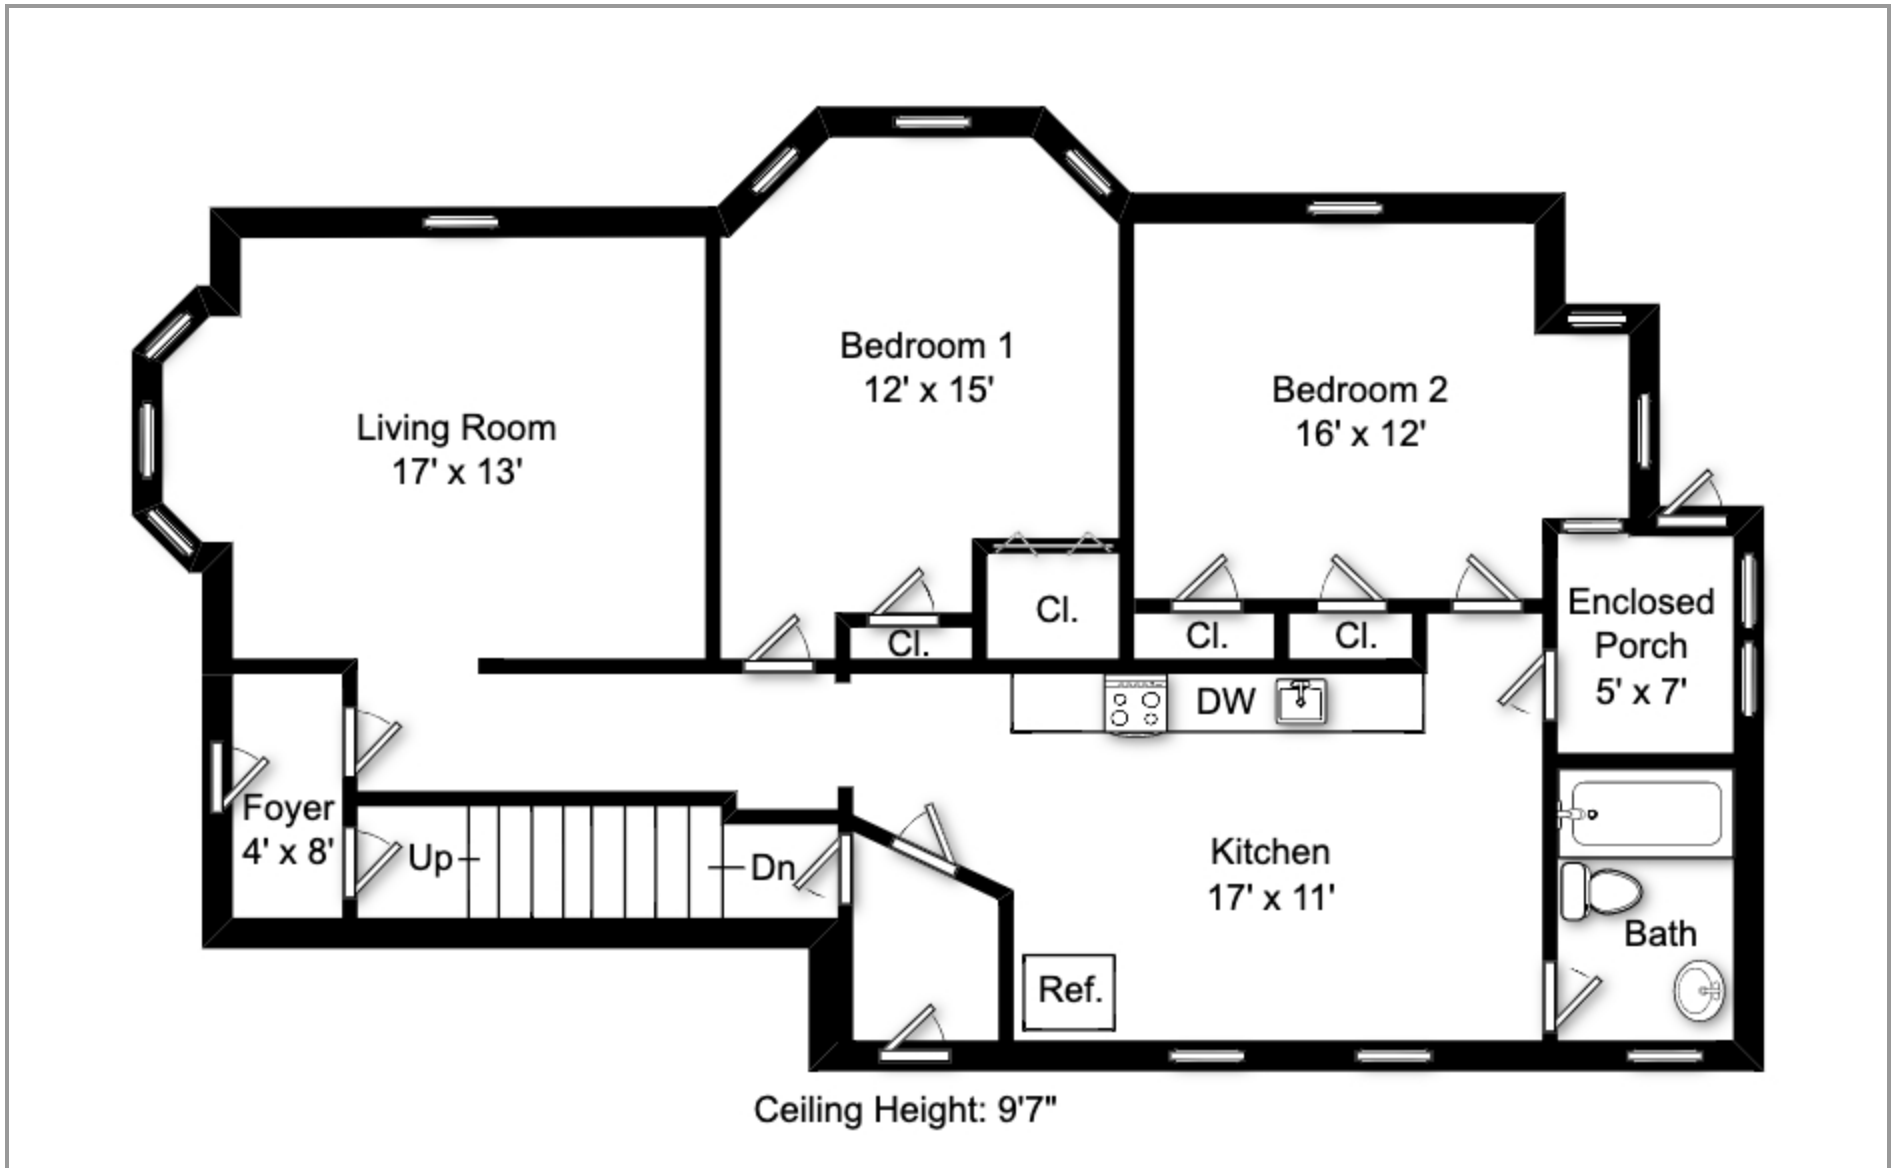 Living Room
17' x 13'
Bedroom 1
12' x 15'
Bedroom 2
16' x 12'
Cl.
Cl.
Cl.
Cl.
Enclosed
Porch
5' x 7'
DW
Foyer
4' x 8'
Up
Dn
Kitchen
17' x 11'
Ref.
Bath
Ceiling Height: 9'7"